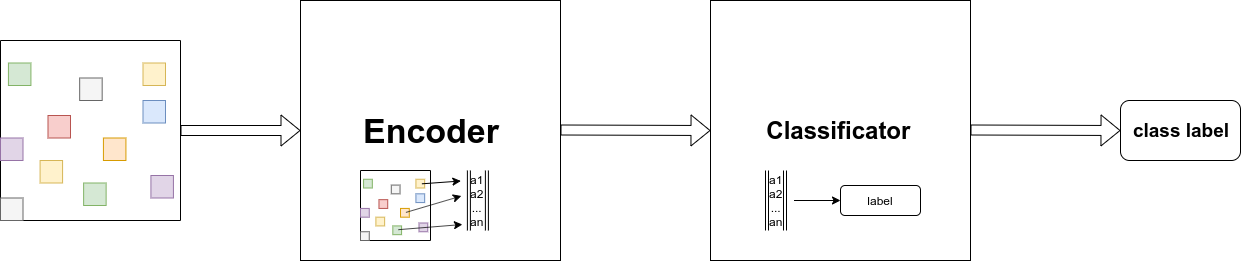 Encoder
a1
a2
...
an
Classificator
a1
a2
...
an
label
class label